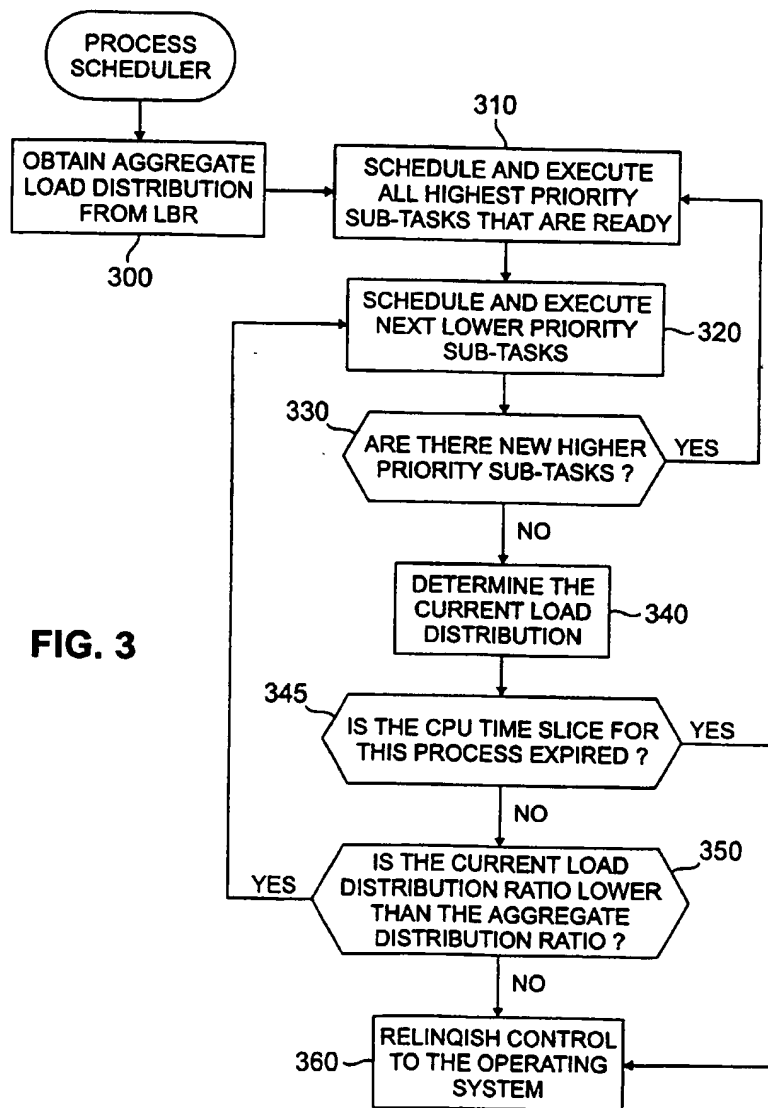 PROCESS
SCHEDULER
310
OBTAIN AGGREGATE
LOAD DISTRIBUTION
FROM LBR
300
SCHEDULE AND EXECUTE
ALL HIGHEST PRIORITY
SUB-TASKS THAT ARE READY
SCHEDULE AND EXECUTE
NEXT LOWER PRIORITY
SUB-TASKS
320
330
ARE THERE NEW HIGHER
PRIORITY SUB-TASKS ?
YES
NO
DETERMINE THE
CURRENT LOAD
DISTRIBUTION
340
FIG. 3
345
IS THE CPU TIME SLICE FOR
THIS PROCESS EXPIRED ?
YES
NO
350
IS THE CURRENT LOAD
DISTRIBUTION RATIO LOWER
THAN THE AGGREGATE
DISTRIBUTION RATIO ?
YES
NO
RELINQISH CONTROL
TO THE OPERATING
SYSTEM
360